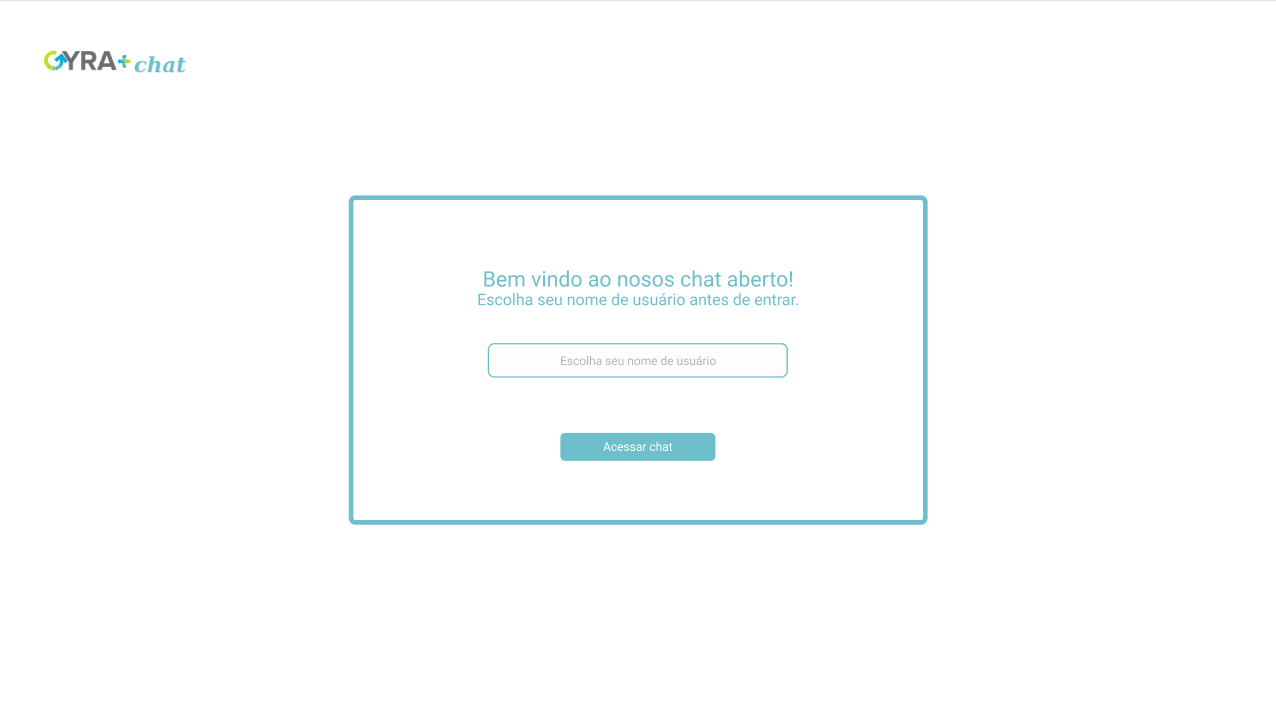 GYRA+ chat
Bem vindo ao nosos chat aberto!
Escolha seu nome de usuário antes de entrar.
Escolha seu nome de usuário
Acessar chat